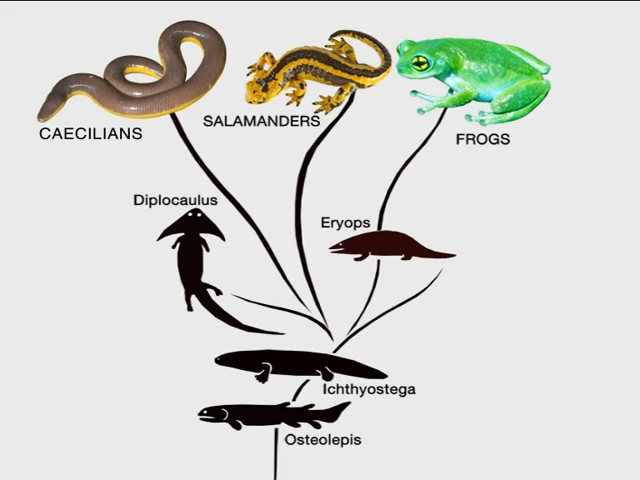 CAECILIANS
SALAMANDERS
FROGS
Diplocaulus
Eryops
Ichthyostega
Osteolepis